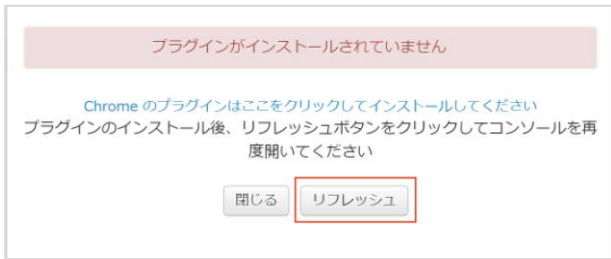 プラグインがインストールされていません
Chrome のプラグインはここをクリックしてインストールしてください
プラグインのインストール後、リフレッシュボタンをクリックしてコンソールを再
度開いてください
閉じる リフレッシュ